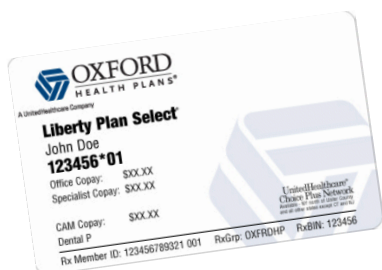 OXFORD
HEALTH PLANS®
A UnitedHealthcare Company
Liberty Plan Select
John Doe
123456*01
Office Copay: $XX.XX
Specialist Copay: $XX.XX
CAM Copay: $XX.XX
Dental P
UnitedHealthcare®
Choice Plus Network
Rx Member ID: 123456789321 001 RxGrp: OXFRDHP RxBIN: 123456